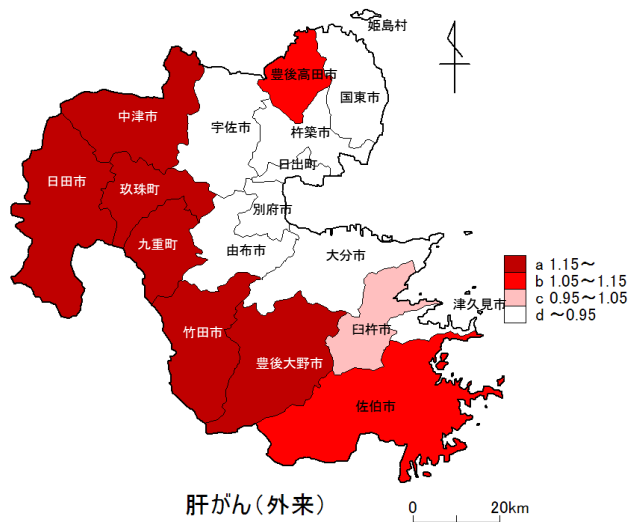 姫島村
豊後高田市
国東市
中津市
宇佐市
杵築市
日出町
日田市
玖珠町
別府市
九重町
由布市
大分市
a 1.15～
b 1.05～1.15
c 0.95～1.05
d ～0.95
津久見市
竹田市
臼杵市
豊後大野市
佐伯市
肝がん（外来）
0 20km